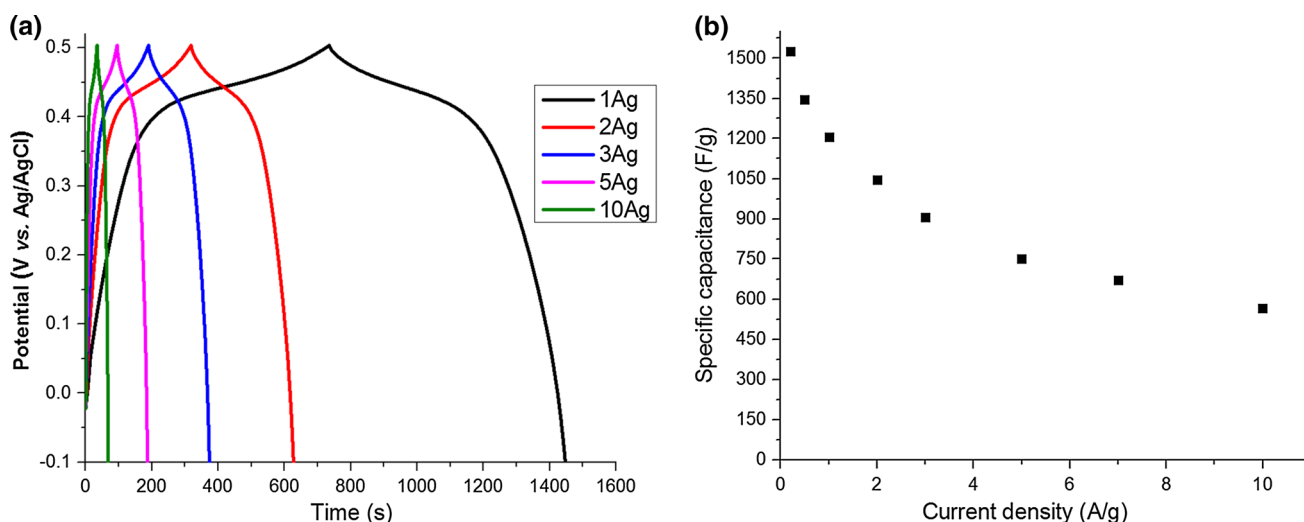 (a)
Potential (V vs. Ag/AgCl)
0.5
0.4
0.3
0.2
0.1
0.0
-0.1
0 200 400 600 800 1000 1200 1400 1600
Time (s)
1Ag
2Ag
3Ag
5Ag
10Ag
(b)
Specific capacitance (F/g)
1500
1350
1200
1050
900
750
600
450
300
150
0
0 2 4 6 8 10
Current density (A/g)